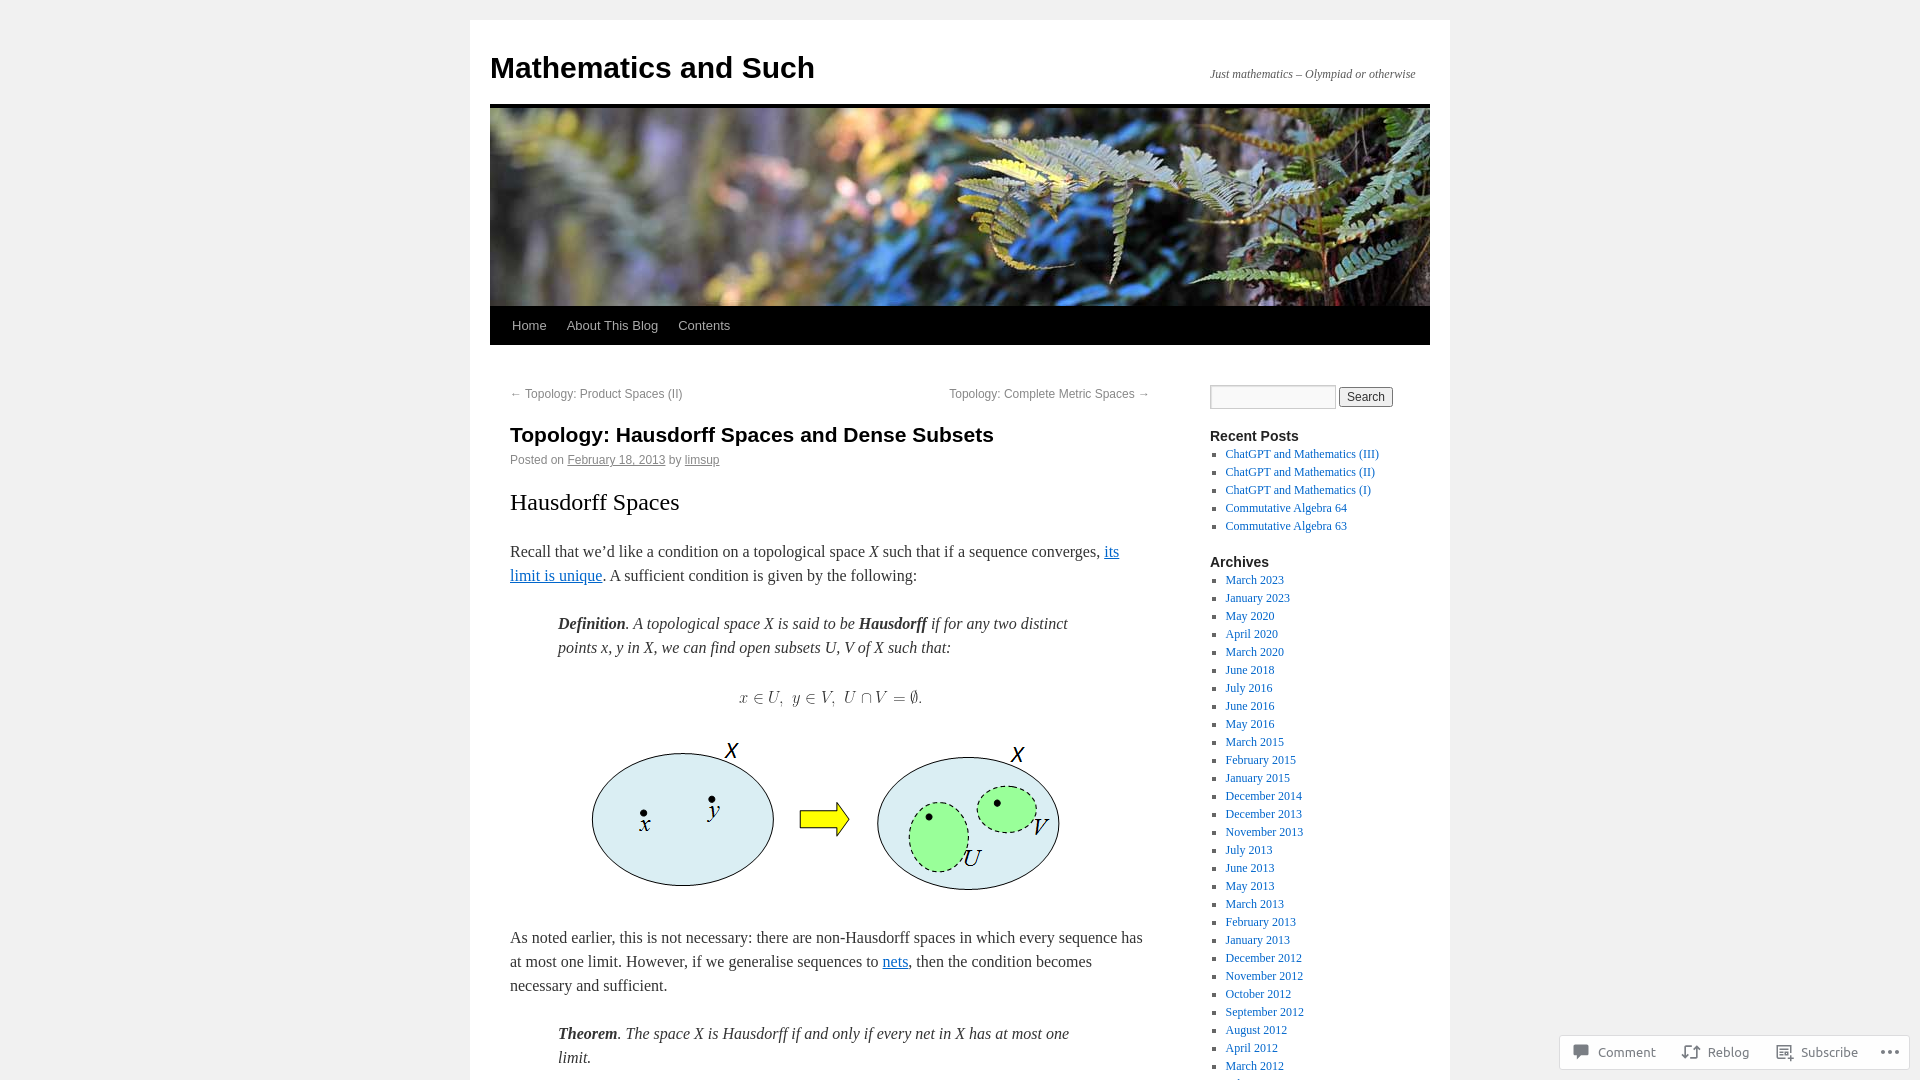 Mathematics and Such
Just mathematics – Olympiad or otherwise
Home About This Blog Contents
← Topology: Product Spaces (II)
Topology: Complete Metric Spaces →
Topology: Hausdorff Spaces and Dense Subsets
Posted on February 18, 2013 by limsup
Hausdorff Spaces
Recall that we’d like a condition on a topological space X such that if a sequence converges, its
limit is unique. A sufficient condition is given by the following:
Definition. A topological space X is said to be Hausdorff if for any two distinct
points x, y in X, we can find open subsets U, V of X such that:
x ∈ U, y ∈ V, U ∩ V = ∅.
X
x
y
X
U
V
As noted earlier, this is not necessary: there are non-Hausdorff spaces in which every sequence has
at most one limit. However, if we generalise sequences to nets, then the condition becomes
necessary and sufficient.
Theorem. The space X is Hausdorff if and only if every net in X has at most one
limit.
Search
Recent Posts
ChatGPT and Mathematics (III)
ChatGPT and Mathematics (II)
ChatGPT and Mathematics (I)
Commutative Algebra 64
Commutative Algebra 63
Archives
March 2023
January 2023
May 2020
April 2020
March 2020
June 2018
July 2016
June 2016
May 2016
March 2015
February 2015
January 2015
December 2014
December 2013
November 2013
July 2013
June 2013
May 2013
March 2013
February 2013
January 2013
December 2012
November 2012
October 2012
September 2012
August 2012
April 2012
March 2012
Comment Reblog Subscribe